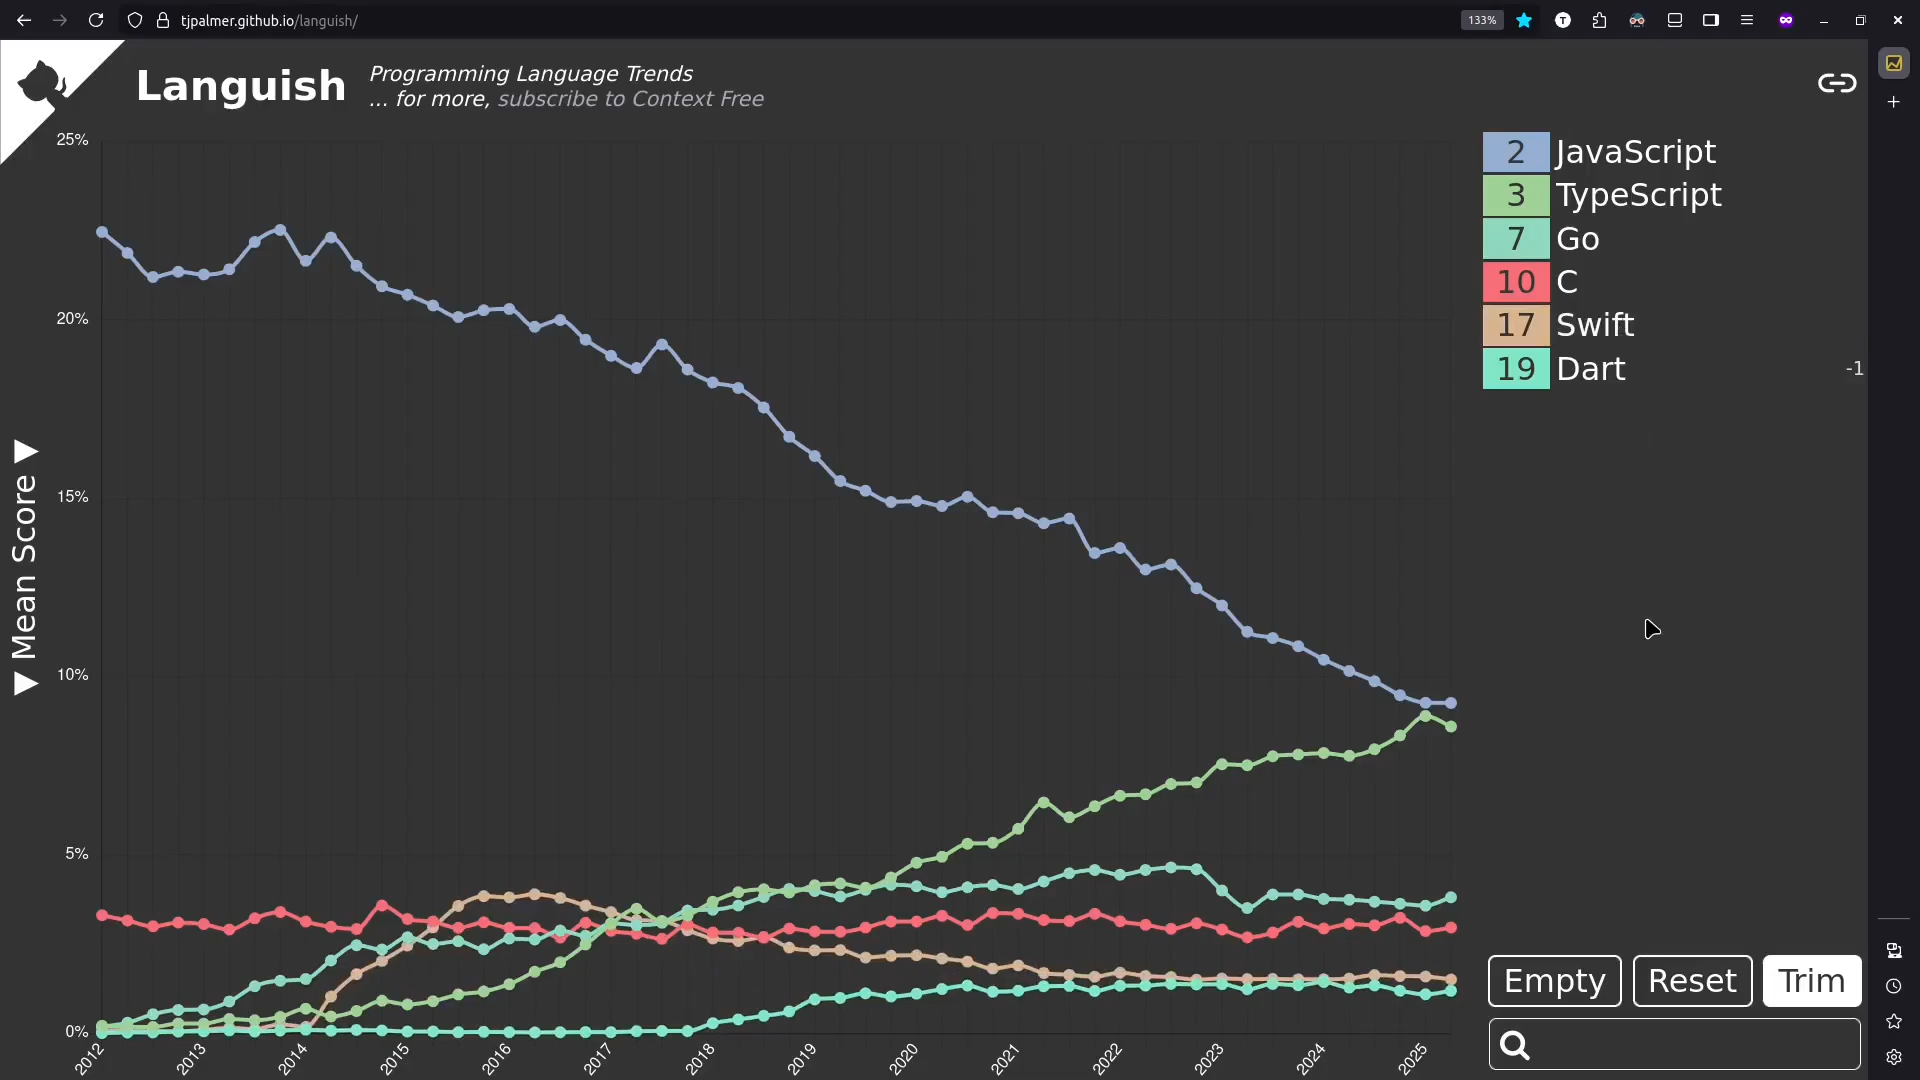 tjpalmer.github.io/languish/
133%
T
Languish
Programming Language Trends
... for more, subscribe to Context Free
25%
20%
15%
10%
5%
0%
▼ Mean Score ▼
2012
2013
2014
2015
2016
2017
2018
2019
2020
2021
2022
2023
2024
2025
2 JavaScript
3 TypeScript
7 Go
10 C
17 Swift
19 Dart -1
Empty Reset Trim